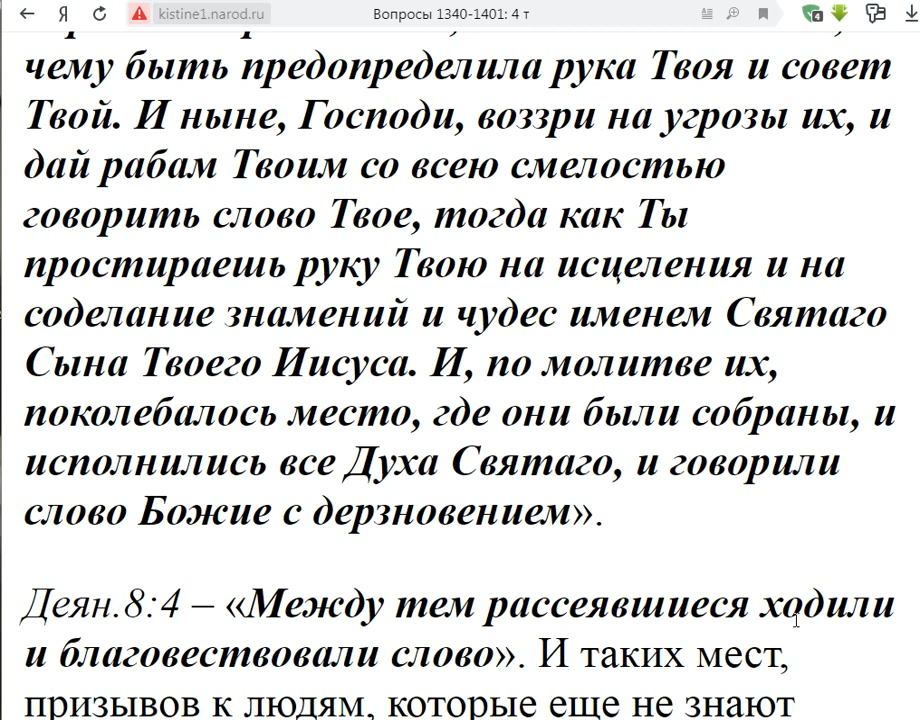 kistine1.narod.ru
Вопросы 1340-1401: 4 т
4
чему быть предопределила рука Твоя и совет
Твой. И ныне, Господи, воззри на угрозы их, и
дай рабам Твоим со всею смелостью
говорить слово Твое, тогда как Ты
простираешь руку Твою на исцеления и на
соделание знамений и чудес именем Святаго
Сына Твоего Иисуса. И, по молитве их,
поколебалось место, где они были собраны, и
исполнились все Духа Святаго, и говорили
слово Божие с дерзновением».
Деян.8:4 – «Между тем рассеявшиеся ходили
и благовествовали слово». И таких мест,
призывов к людям, которые еще не знают